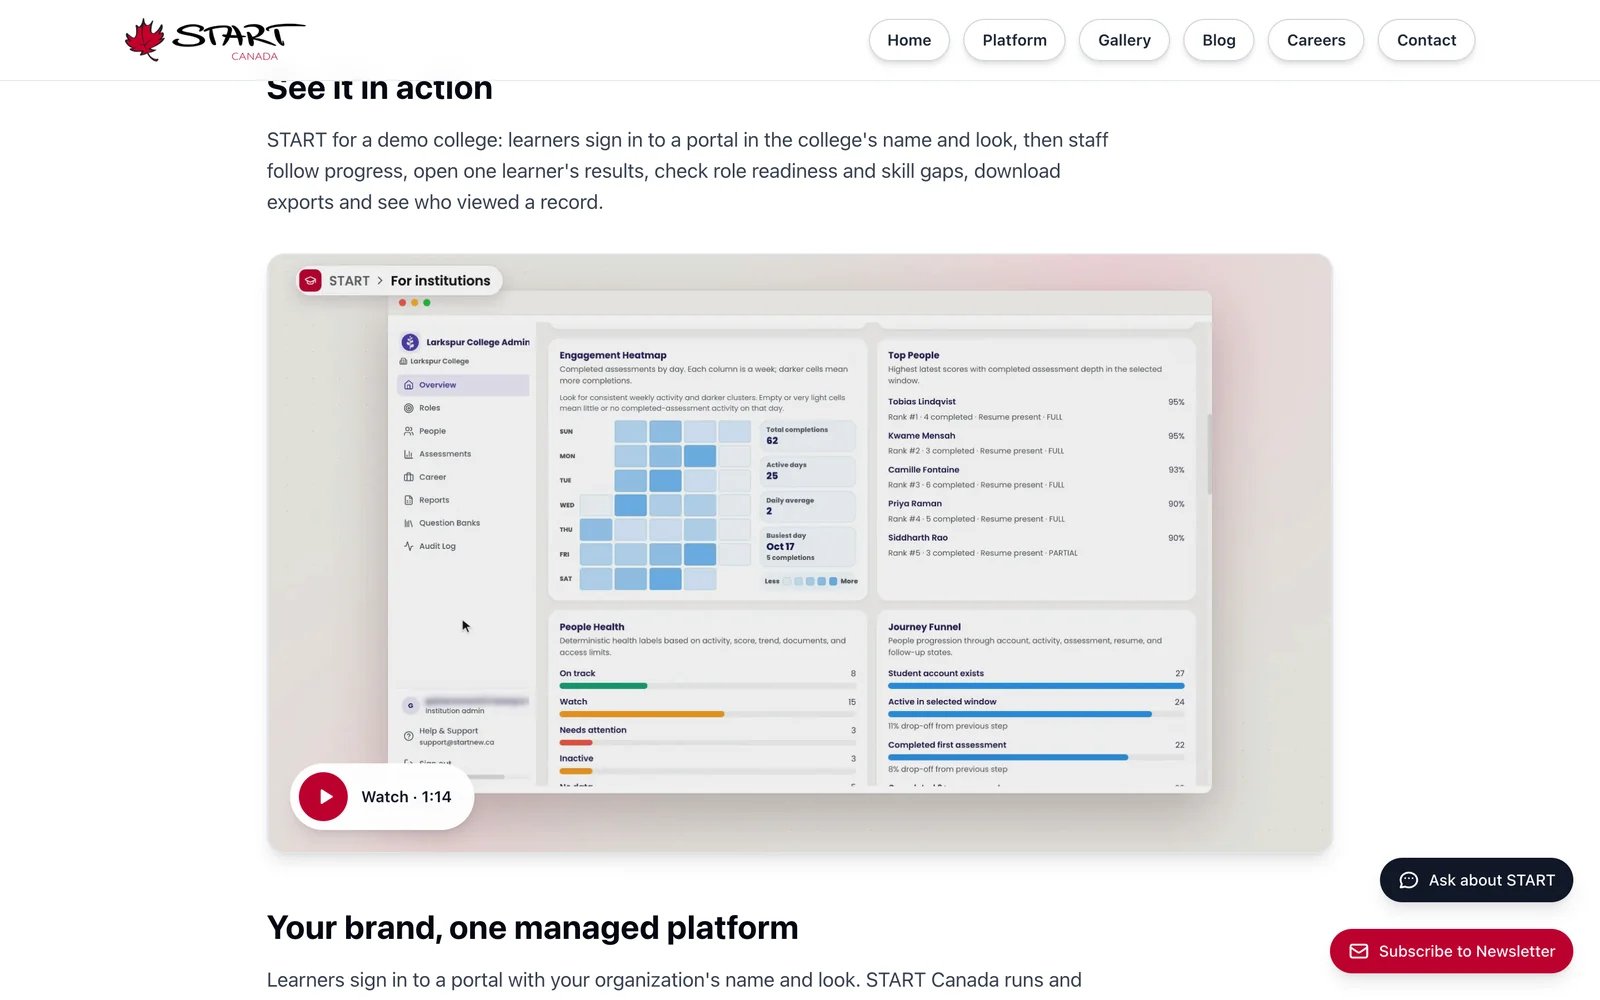 START
CANADA
Home
Platform
Gallery
Blog
Careers
Contact
See it in action
START for a demo college: learners sign in to a portal in the college's name and look, then staff
follow progress, open one learner's results, check role readiness and skill gaps, download
exports and see who viewed a record.
START > For institutions
Larkspur College Admin
Larkspur College
Overview
Roles
People
Assessments
Career
Reports
Question Banks
Audit Log
G
Institution admin
Help & Support
support@startnew.ca
Engagement Heatmap
Completed assessments by day. Each column is a week; darker cells mean
more completions.
Look for consistent weekly activity and darker clusters. Empty or very light cells
mean little or no completed-assessment activity on that day.
SUN
MON
TUE
WED
THU
FRI
SAT
Total completions
62
Active days
25
Daily average
2
Busiest day
Oct 17
5 completions
Less
More
Top People
Highest latest scores with completed assessment depth in the selected
window.
Tobias Lindqvist 95%
Rank #1 · 4 completed · Resume present · FULL
Kwame Mensah 95%
Rank #2 · 3 completed · Resume present · FULL
Camille Fontaine 93%
Rank #3 · 6 completed · Resume present · FULL
Priya Raman 90%
Rank #4 · 5 completed · Resume present · FULL
Siddharth Rao 90%
Rank #5 · 3 completed · Resume present · PARTIAL
People Health
Deterministic health labels based on activity, score, trend, documents, and
access limits.
On track 8
Watch 15
Needs attention 3
Inactive 3
Journey Funnel
People progression through account, activity, assessment, resume, and
follow-up states.
Student account exists 27
Active in selected window 24
11% drop-off from previous step
Completed first assessment 22
8% drop-off from previous step
Watch · 1:14
Ask about START
Your brand, one managed platform
Subscribe to Newsletter
Learners sign in to a portal with your organization's name and look. START Canada runs and